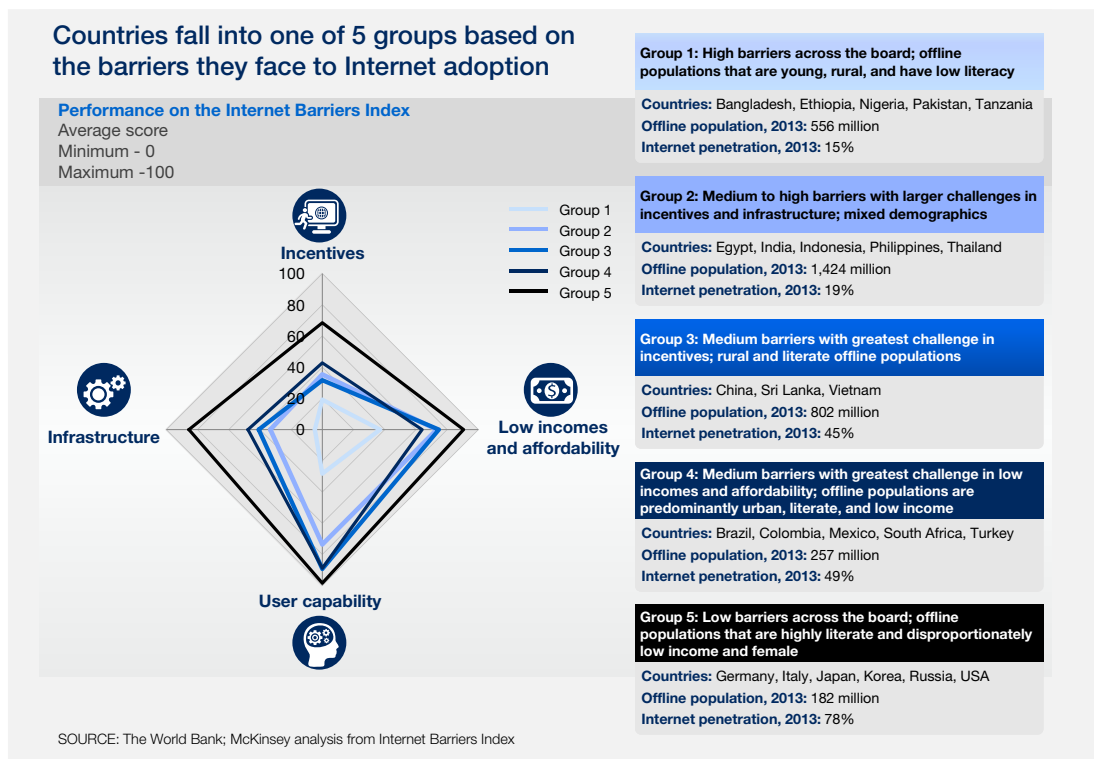 Countries fall into one of 5 groups based on
the barriers they face to Internet adoption
Performance on the Internet Barriers Index
Average score
Minimum - 0
Maximum -100
Incentives
100
80
60
40
20
0
Infrastructure
Low incomes
and affordability
User capability
Group 1
Group 2
Group 3
Group 4
Group 5
Group 1: High barriers across the board; offline
populations that are young, rural, and have low literacy
Countries: Bangladesh, Ethiopia, Nigeria, Pakistan, Tanzania
Offline population, 2013: 556 million
Internet penetration, 2013: 15%
Group 2: Medium to high barriers with larger challenges in
incentives and infrastructure; mixed demographics
Countries: Egypt, India, Indonesia, Philippines, Thailand
Offline population, 2013: 1,424 million
Internet penetration, 2013: 19%
Group 3: Medium barriers with greatest challenge in
incentives; rural and literate offline populations
Countries: China, Sri Lanka, Vietnam
Offline population, 2013: 802 million
Internet penetration, 2013: 45%
Group 4: Medium barriers with greatest challenge in low
incomes and affordability; offline populations are
predominantly urban, literate, and low income
Countries: Brazil, Colombia, Mexico, South Africa, Turkey
Offline population, 2013: 257 million
Internet penetration, 2013: 49%
Group 5: Low barriers across the board; offline
populations that are highly literate and disproportionately
low income and female
Countries: Germany, Italy, Japan, Korea, Russia, USA
Offline population, 2013: 182 million
Internet penetration, 2013: 78%
SOURCE: The World Bank; McKinsey analysis from Internet Barriers Index